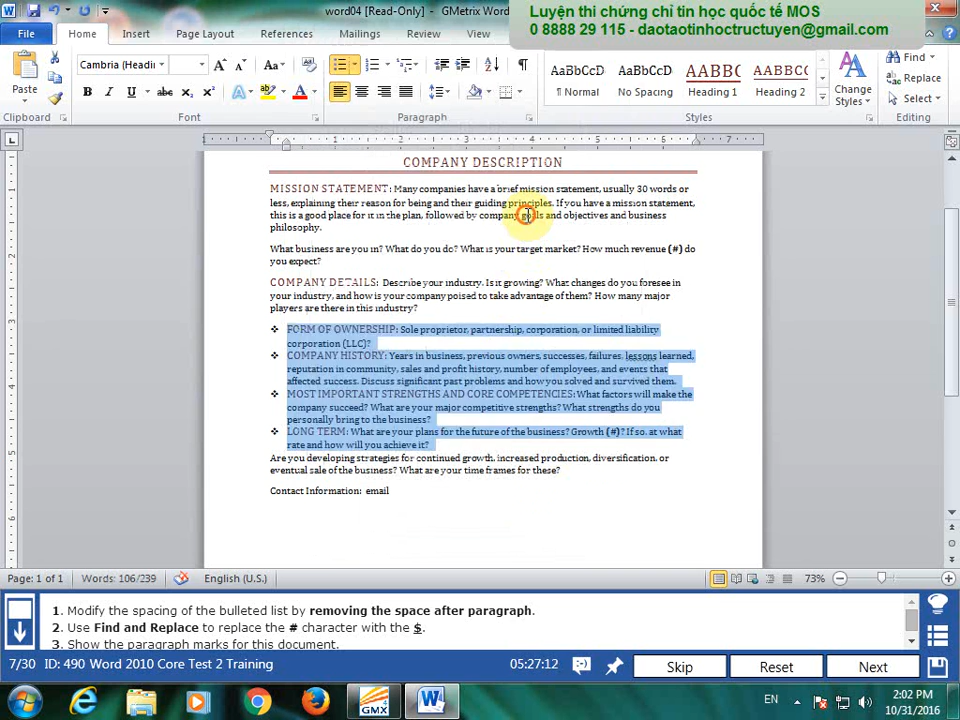 word04 [Read-Only] - GMetrix W
Luyện thi chứng chỉ tin học quốc tế MOS
0 8888 29 115 - daotaotinhoctructuyen@gmail.com
File Home Insert Page Layout References Mailings Review View
Cambria (Headir
Aa
AaBbCcD AaBbCcD AABBC AABBCC
Find
Replace
Select
Paste
B I U abc x₂ x² A ab A
¶ Normal No Spacing Heading 1 Heading 2
Change Styles
Clipboard Font Paragraph Styles Editing
1 1 2 3 4 5 6 7
COMPANY DESCRIPTION
MISSION STATEMENT: Many companies have a brief mission statement, usually 30 words or
less, explaining their reason for being and their guiding principles. If you have a mission statement,
this is a good place for it in the plan, followed by company goals and objectives and business
philosophy.
What business are you in? What do you do? What is your target market? How much revenue (#) do
you expect?
COMPANY DETAILS: Describe your industry. Is it growing? What changes do you foresee in
your industry, and how is your company poised to take advantage of them? How many major
players are there in this industry?
❖ FORM OF OWNERSHIP: Sole proprietor, partnership, corporation, or limited liability
corporation (LLC)?
❖ COMPANY HISTORY: Years in business, previous owners, successes, failures, lessons learned,
reputation in community, sales and profit history, number of employees, and events that
affected success. Discuss significant past problems and how you solved and survived them.
❖ MOST IMPORTANT STRENGTHS AND CORE COMPETENCIES: What factors will make the
company succeed? What are your major competitive strengths? What strengths do you
personally bring to the business?
❖ LONG TERM: What are your plans for the future of the business? Growth (#)? If so, at what
rate and how will you achieve it?
Are you developing strategies for continued growth, increased production, diversification, or
eventual sale of the business? What are your time frames for these?
Contact Information: email
Page: 1 of 1 Words: 106/239 English (U.S.) 73%
1. Modify the spacing of the bulleted list by removing the space after paragraph.
2. Use Find and Replace to replace the # character with the $.
3. Show the paragraph marks for this document.
7/30 ID: 490 Word 2010 Core Test 2 Training 05:27:12 Skip Reset Next
GMX W EN 2:02 PM
10/31/2016